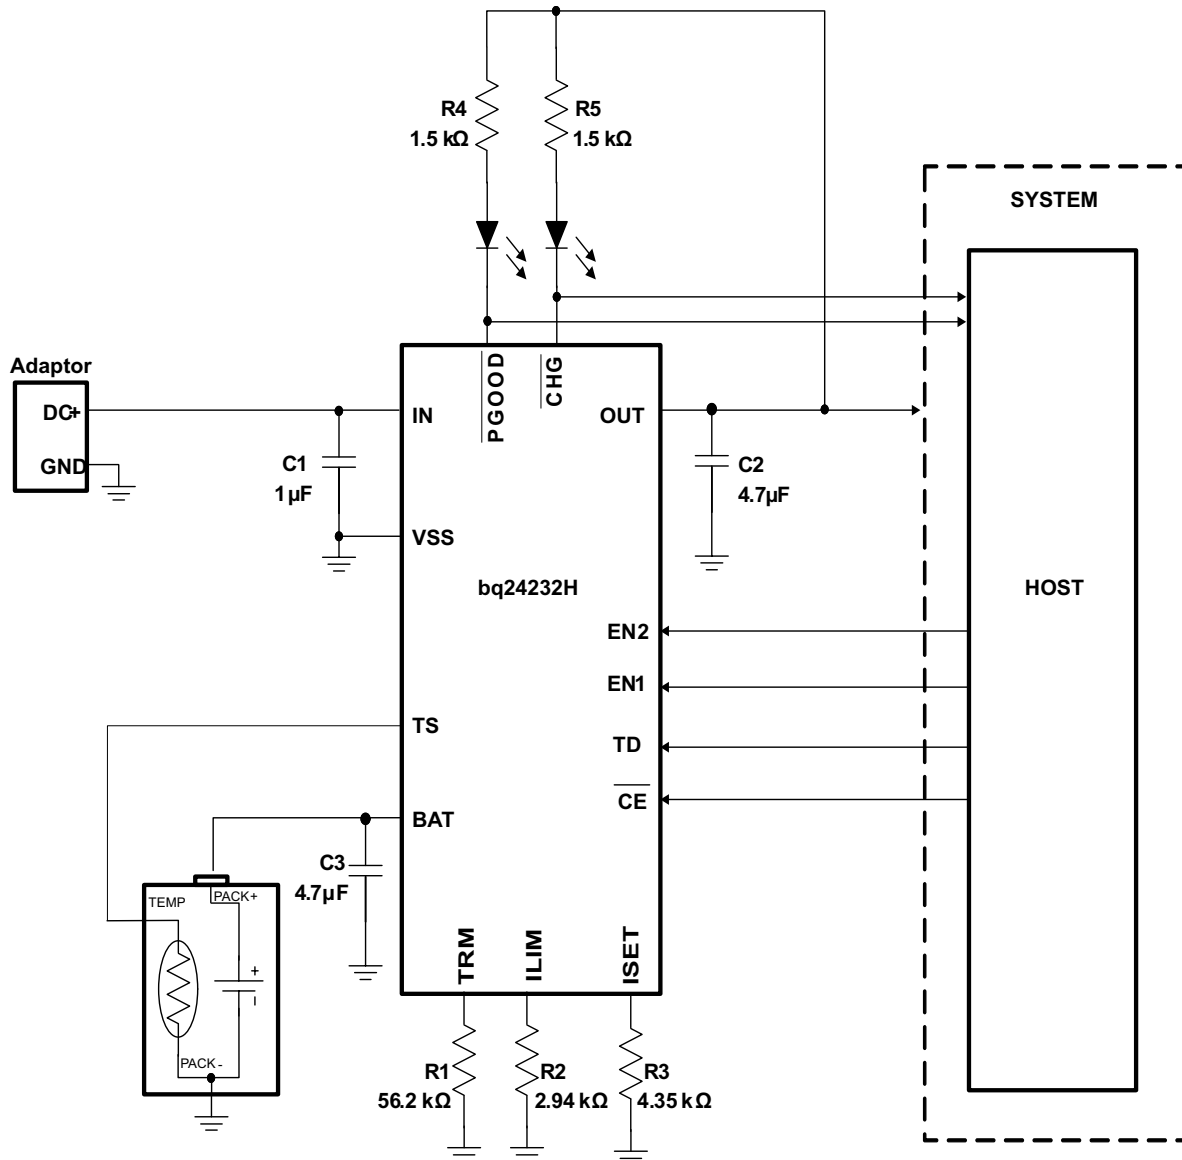 R4
1.5 kΩ
R5
1.5 kΩ
SYSTEM
Adaptor
DC+
GND
C1
1μF
IN
PGOOD
CHG
OUT
C2
4.7μF
VSS
bq24232H
HOST
EN2
EN1
TS
TD
CE
BAT
C3
4.7μF
TEMP
PACK+
+
-
PACK-
TRM
ILIM
ISET
R1
56.2 kΩ
R2
2.94 kΩ
R3
4.35 kΩ